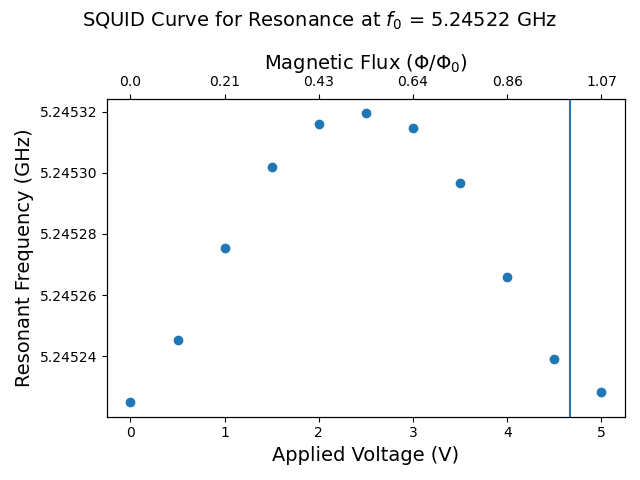 SQUID Curve for Resonance at f₀ = 5.24522 GHz
Magnetic Flux (Φ/Φ₀)
0.0 0.21 0.43 0.64 0.86 1.07
Resonant Frequency (GHz)
5.24532
5.24530
5.24528
5.24526
5.24524
0 1 2 3 4 5
Applied Voltage (V)